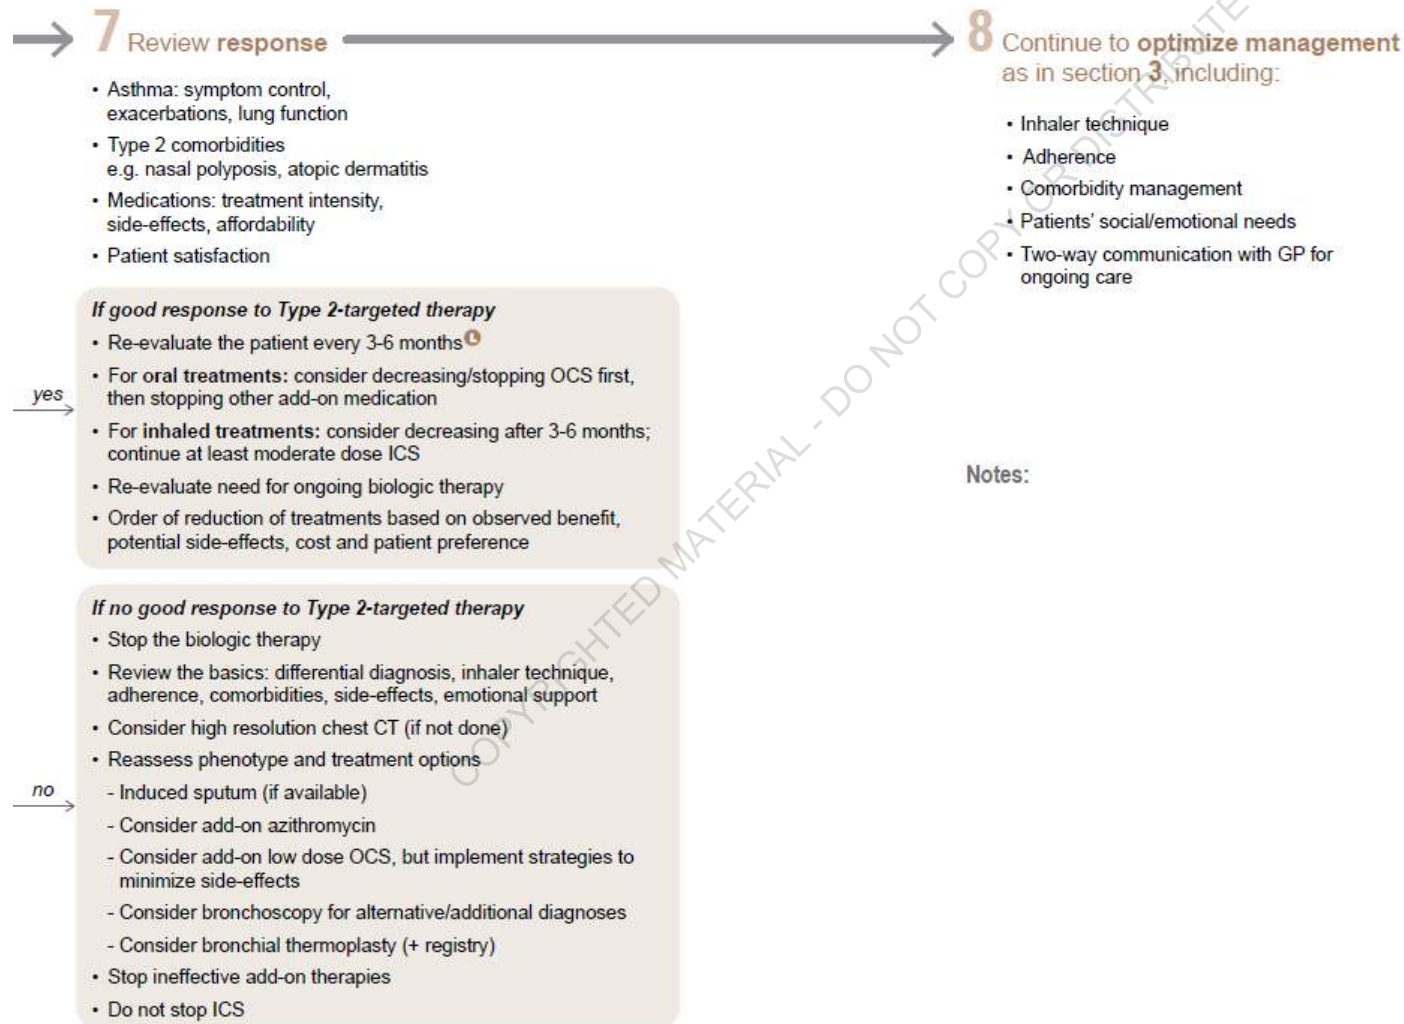 7 Review response
• Asthma: symptom control,
exacerbations, lung function
• Type 2 comorbidities
e.g. nasal polyposis, atopic dermatitis
• Medications: treatment intensity,
side-effects, affordability
• Patient satisfaction
yes
If good response to Type 2-targeted therapy
• Re-evaluate the patient every 3-6 months L
• For oral treatments: consider decreasing/stopping OCS first,
then stopping other add-on medication
• For inhaled treatments: consider decreasing after 3-6 months;
continue at least moderate dose ICS
• Re-evaluate need for ongoing biologic therapy
• Order of reduction of treatments based on observed benefit,
potential side-effects, cost and patient preference
no
If no good response to Type 2-targeted therapy
• Stop the biologic therapy
• Review the basics: differential diagnosis, inhaler technique,
adherence, comorbidities, side-effects, emotional support
• Consider high resolution chest CT (if not done)
• Reassess phenotype and treatment options
- Induced sputum (if available)
- Consider add-on azithromycin
- Consider add-on low dose OCS, but implement strategies to
minimize side-effects
- Consider bronchoscopy for alternative/additional diagnoses
- Consider bronchial thermoplasty (+ registry)
• Stop ineffective add-on therapies
• Do not stop ICS
8 Continue to optimize management
as in section 3, including:
• Inhaler technique
• Adherence
• Comorbidity management
• Patients' social/emotional needs
• Two-way communication with GP for
ongoing care
Notes:
COPYRIGHTED MATERIAL - DO NOT COPY OR DISTRIBUTE